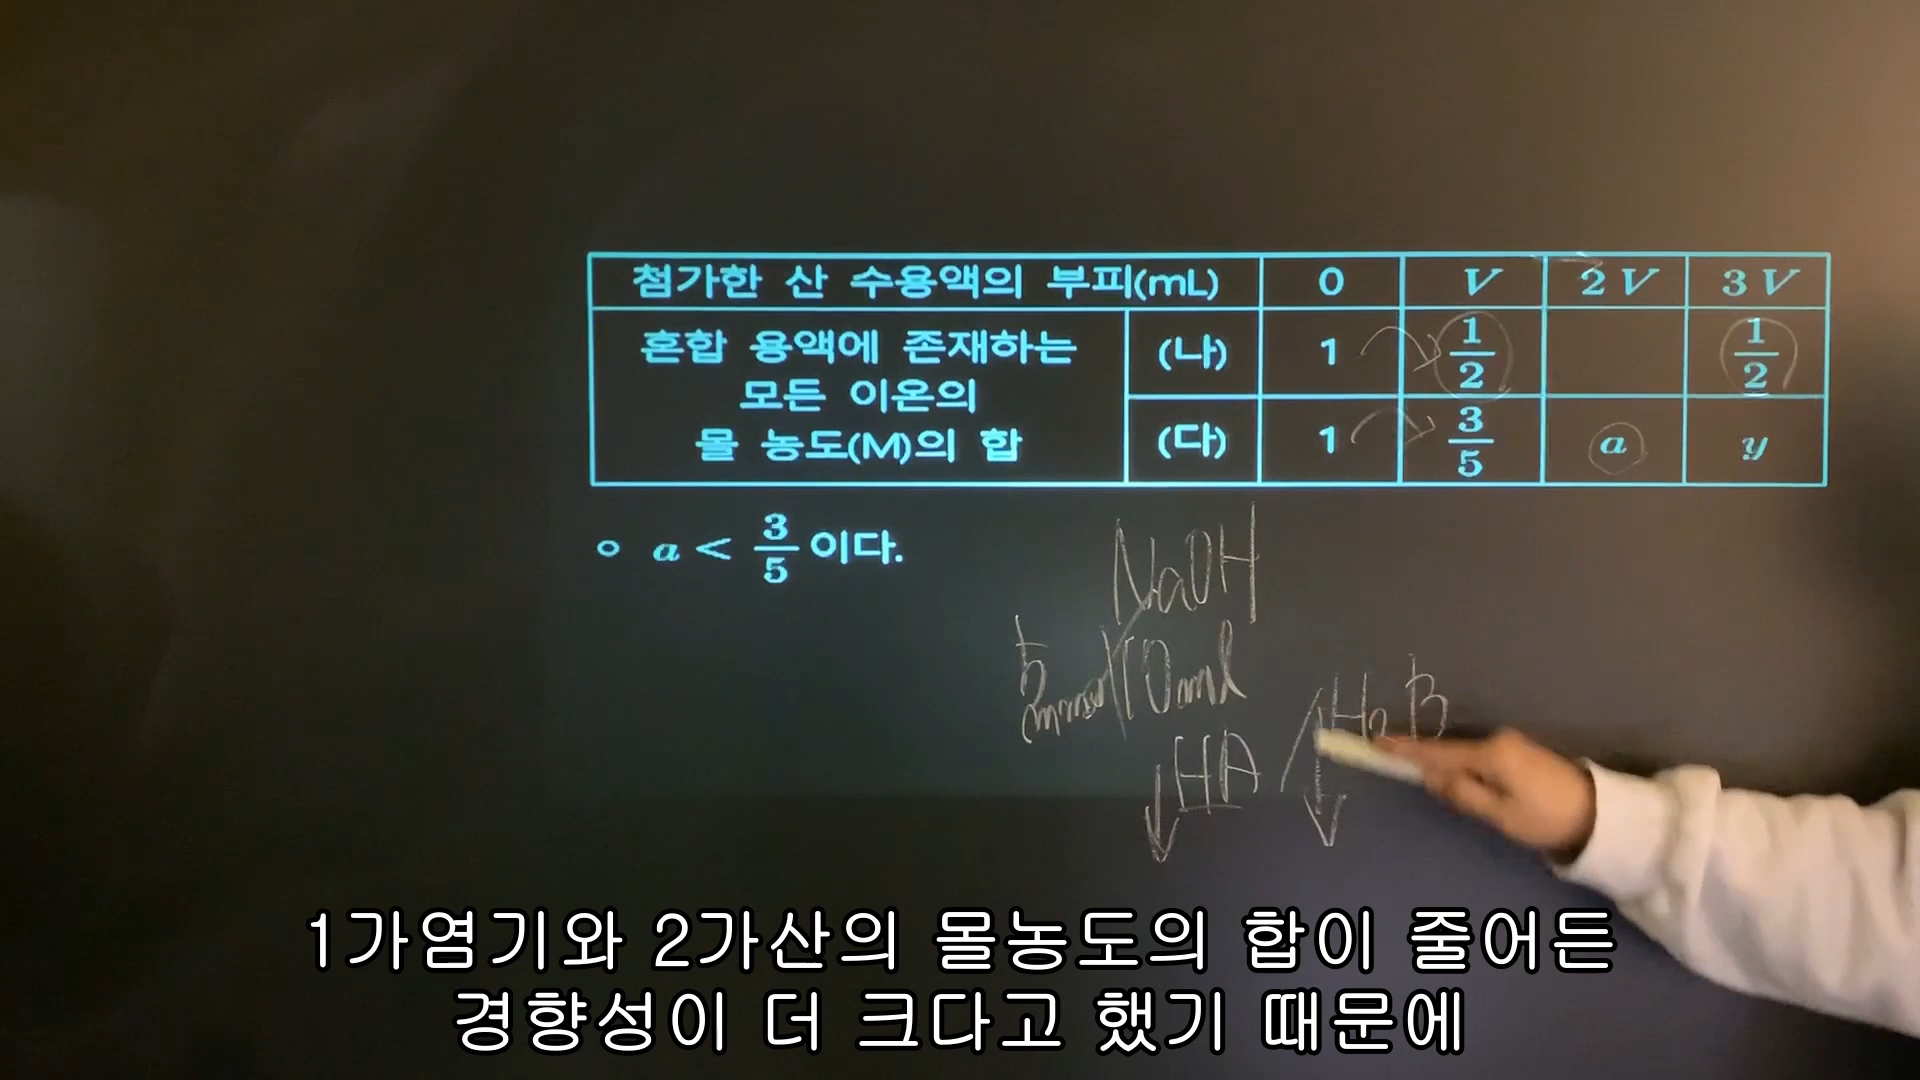 첨가한 산 수용액의 부피(mL) 0 V 2V 3V
혼합 용액에 존재하는
모든 이온의
몰 농도(M)의 합
(나) 1 1/2 1/2
(다) 1 3/5 a y
○ a < 3/5 이다.
NaOH
10ml
HA
H₂B
1가염기와 2가산의 몰농도의 합이 줄어든
경향성이 더 크다고 했기 때문에